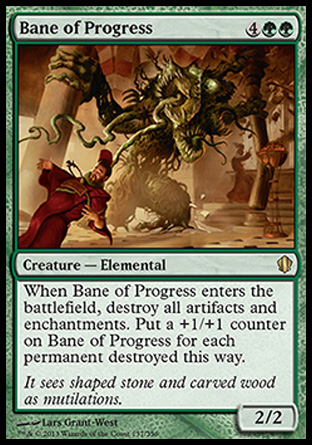 Bane of Progress 4
Creature — Elemental
When Bane of Progress enters the
battlefield, destroy all artifacts and
enchantments. Put a +1/+1 counter
on Bane of Progress for each
permanent destroyed this way.
It sees shaped stone and carved wood
as mutilations.
Lars Grant-West
2/2